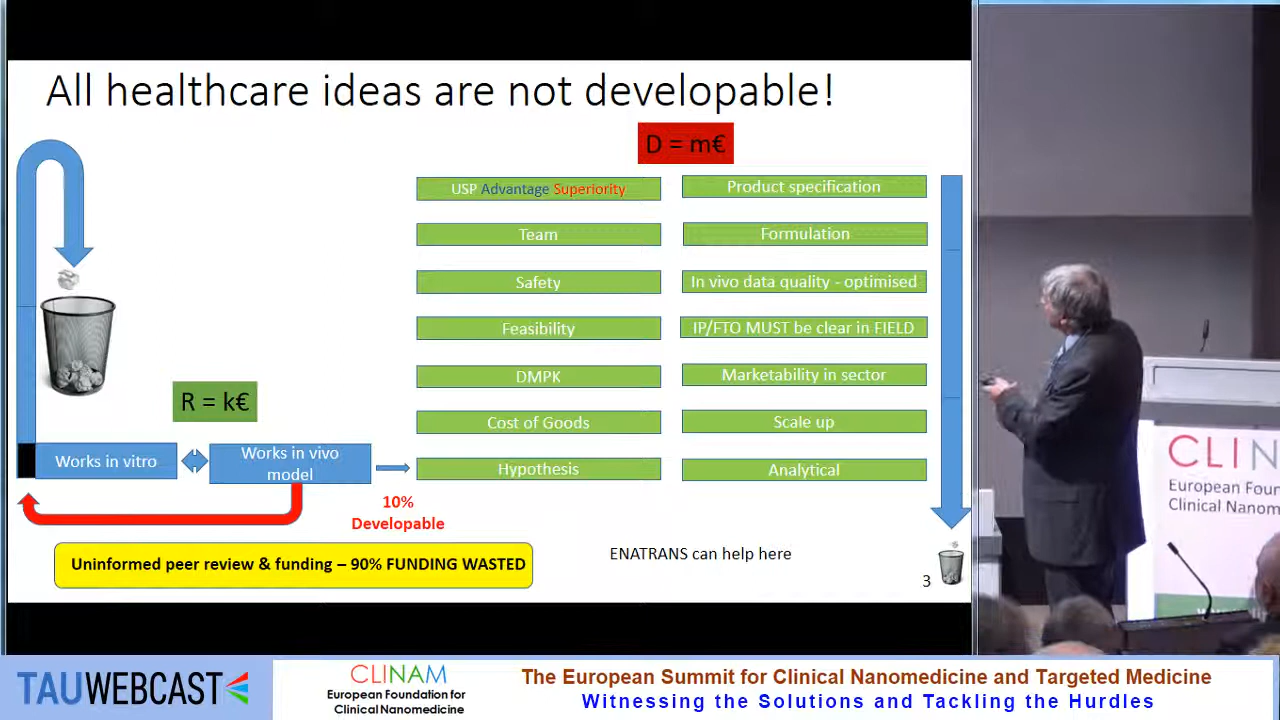 All healthcare ideas are not developable!
D = m€
USP Advantage Superiority
Product specification
Team
Formulation
Safety
In vivo data quality - optimised
Feasibility
IP/FTO MUST be clear in FIELD
DMPK
Marketability in sector
R = k€
Cost of Goods
Scale up
Works in vitro
Works in vivo
model
Hypothesis
Analytical
10%
Developable
Uninformed peer review & funding – 90% FUNDING WASTED
ENATRANS can help here
3
CLIN
European Foun
Clinical Nanom
TAUWEBCAST
CLINAM
European Foundation for
Clinical Nanomedicine
The European Summit for Clinical Nanomedicine and Targeted Medicine
Witnessing the Solutions and Tackling the Hurdles